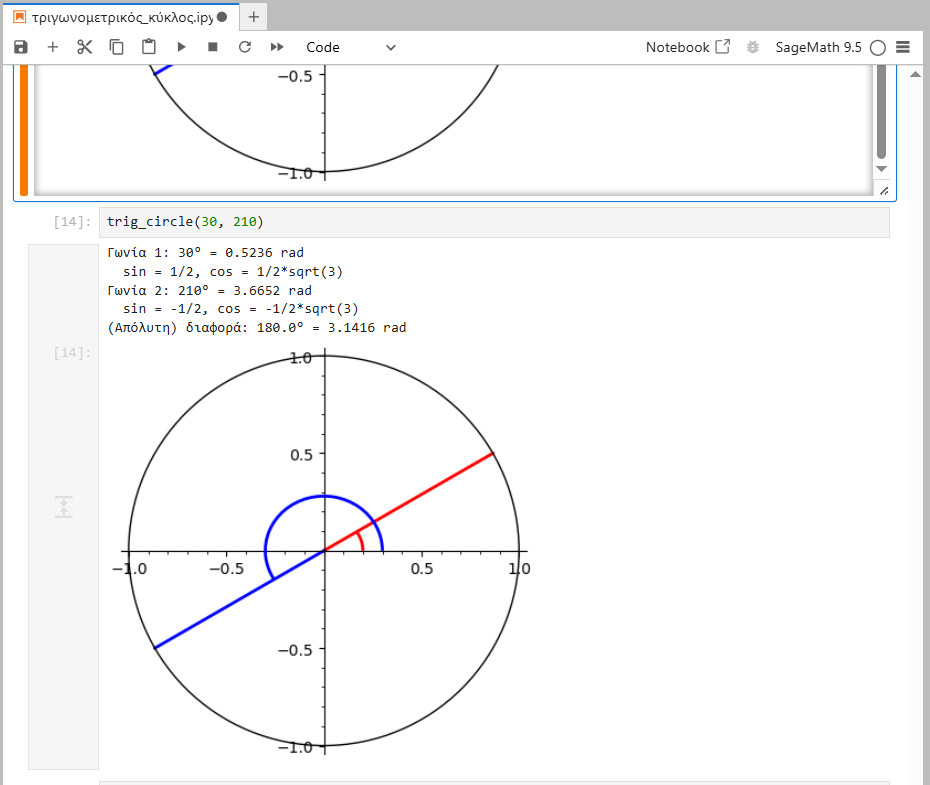 τριγωνομετρικός_κύκλος.ipy
Code
Notebook
SageMath 9.5
−0.5
−1.0
[14]:
trig_circle(30, 210)
Γωνία 1: 30º = 0.5236 rad
sin = 1/2, cos = 1/2*sqrt(3)
Γωνία 2: 210º = 3.6652 rad
sin = -1/2, cos = -1/2*sqrt(3)
(Απόλυτη) διαφορά: 180.0º = 3.1416 rad
[14]:
1.0
0.5
−1.0
−0.5
0.5
1.0
−0.5
−1.0